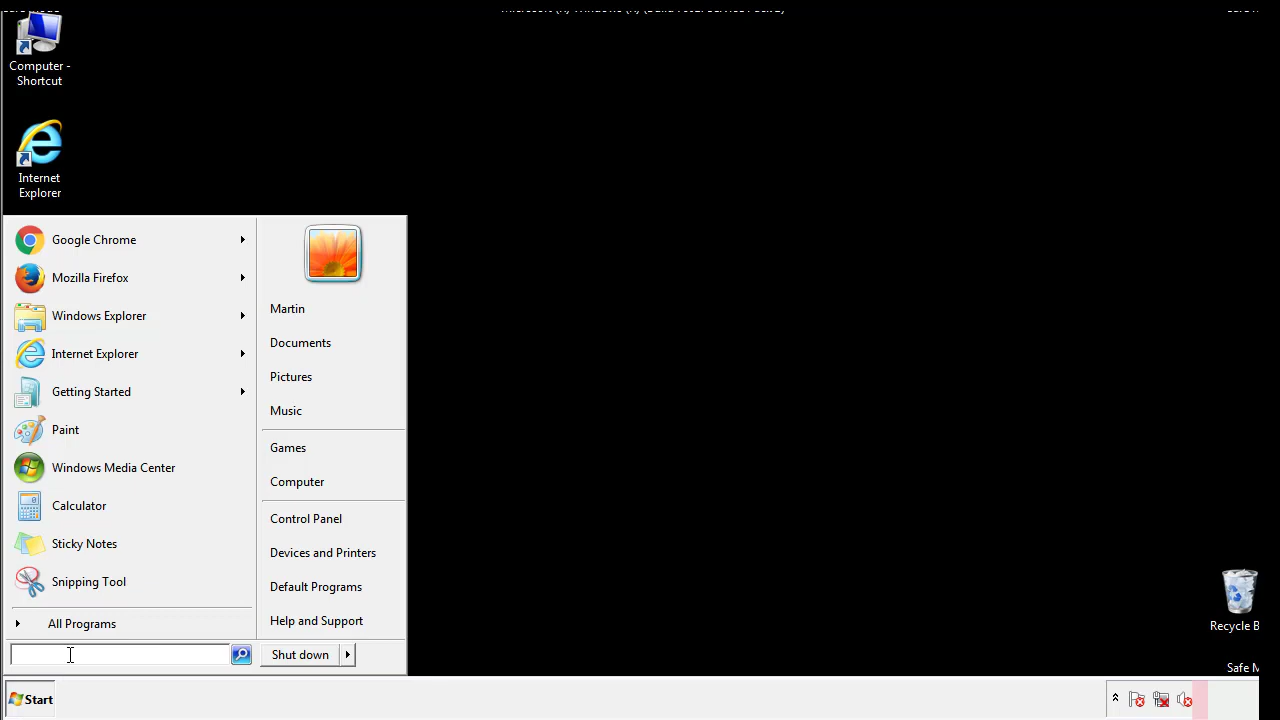 Computer -
Shortcut
Internet
Explorer
Google Chrome
Mozilla Firefox
Windows Explorer
Internet Explorer
Getting Started
Paint
Windows Media Center
Calculator
Sticky Notes
Snipping Tool
All Programs
Martin
Documents
Pictures
Music
Games
Computer
Control Panel
Devices and Printers
Default Programs
Help and Support
Shut down
Recycle B
Safe M
Start